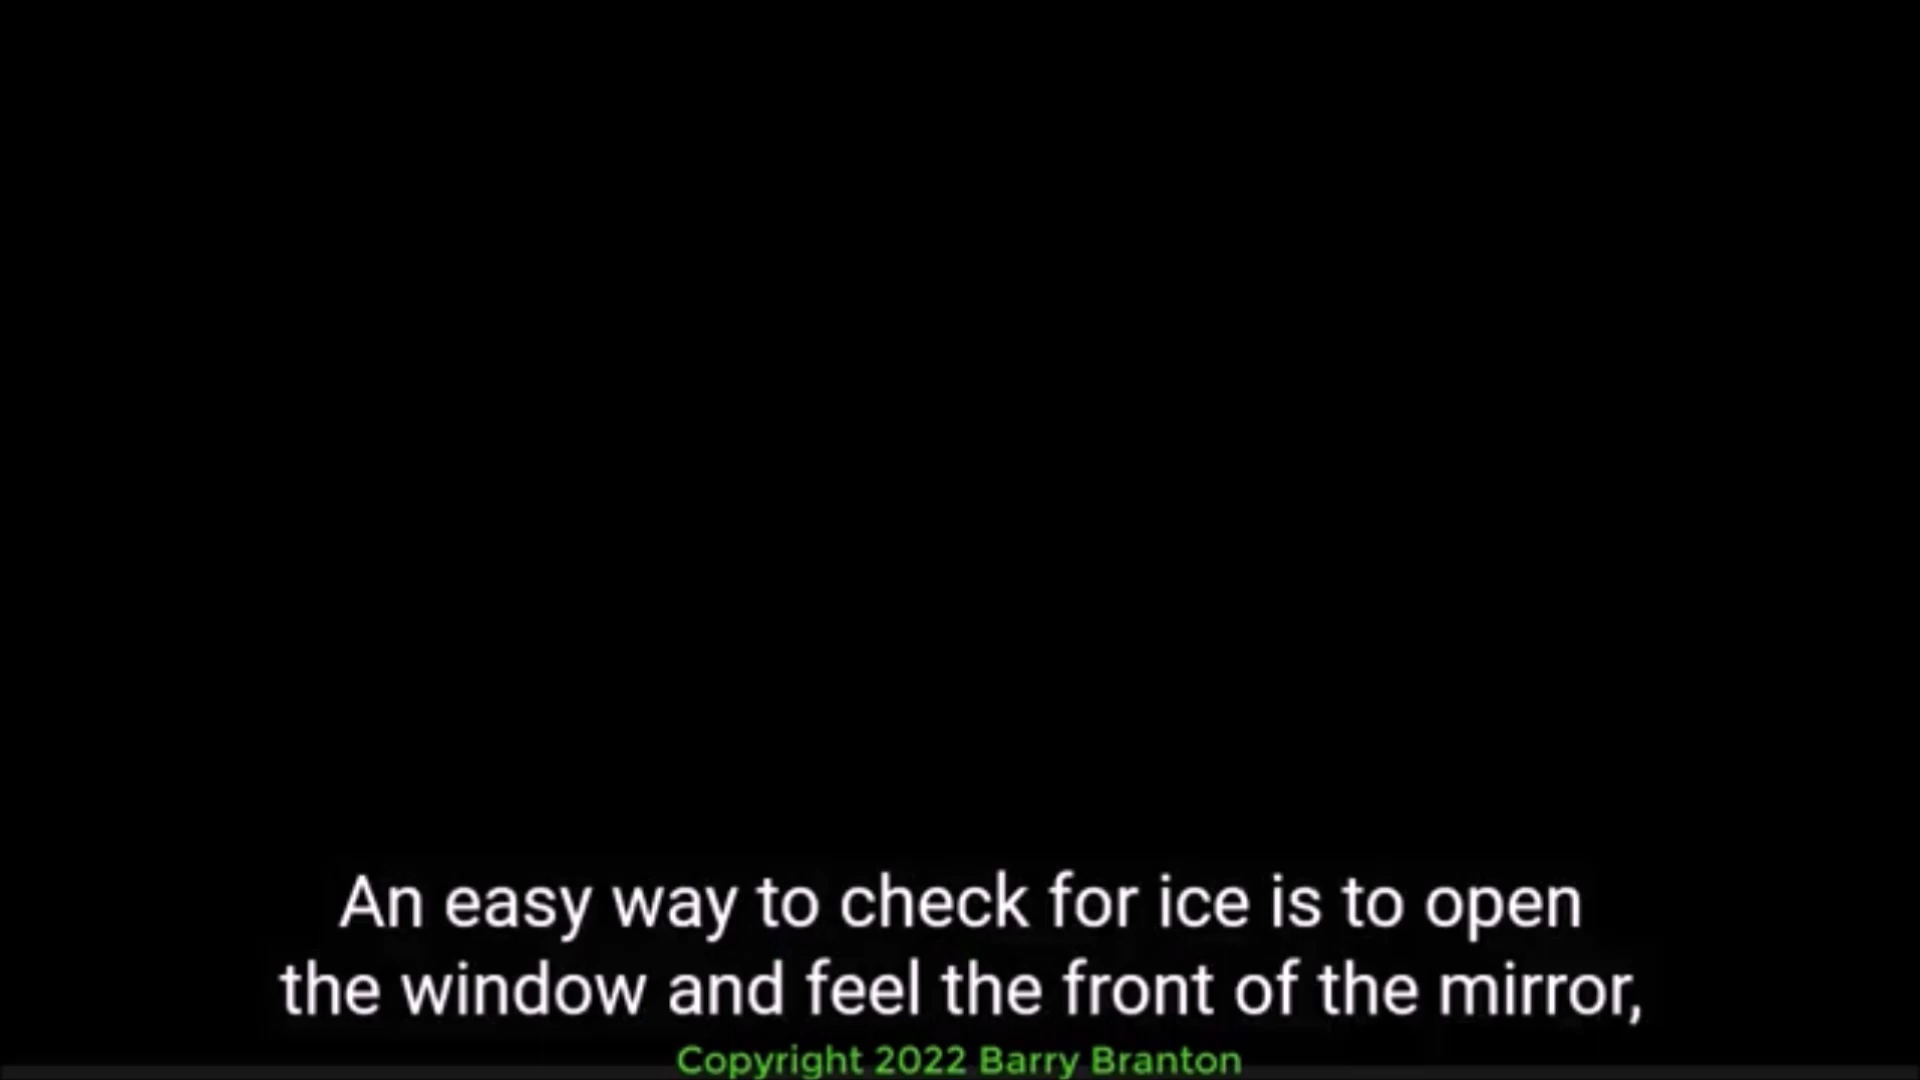 An easy way to check for ice is to open
the window and feel the front of the mirror,
Copyright 2022 Barry Branton